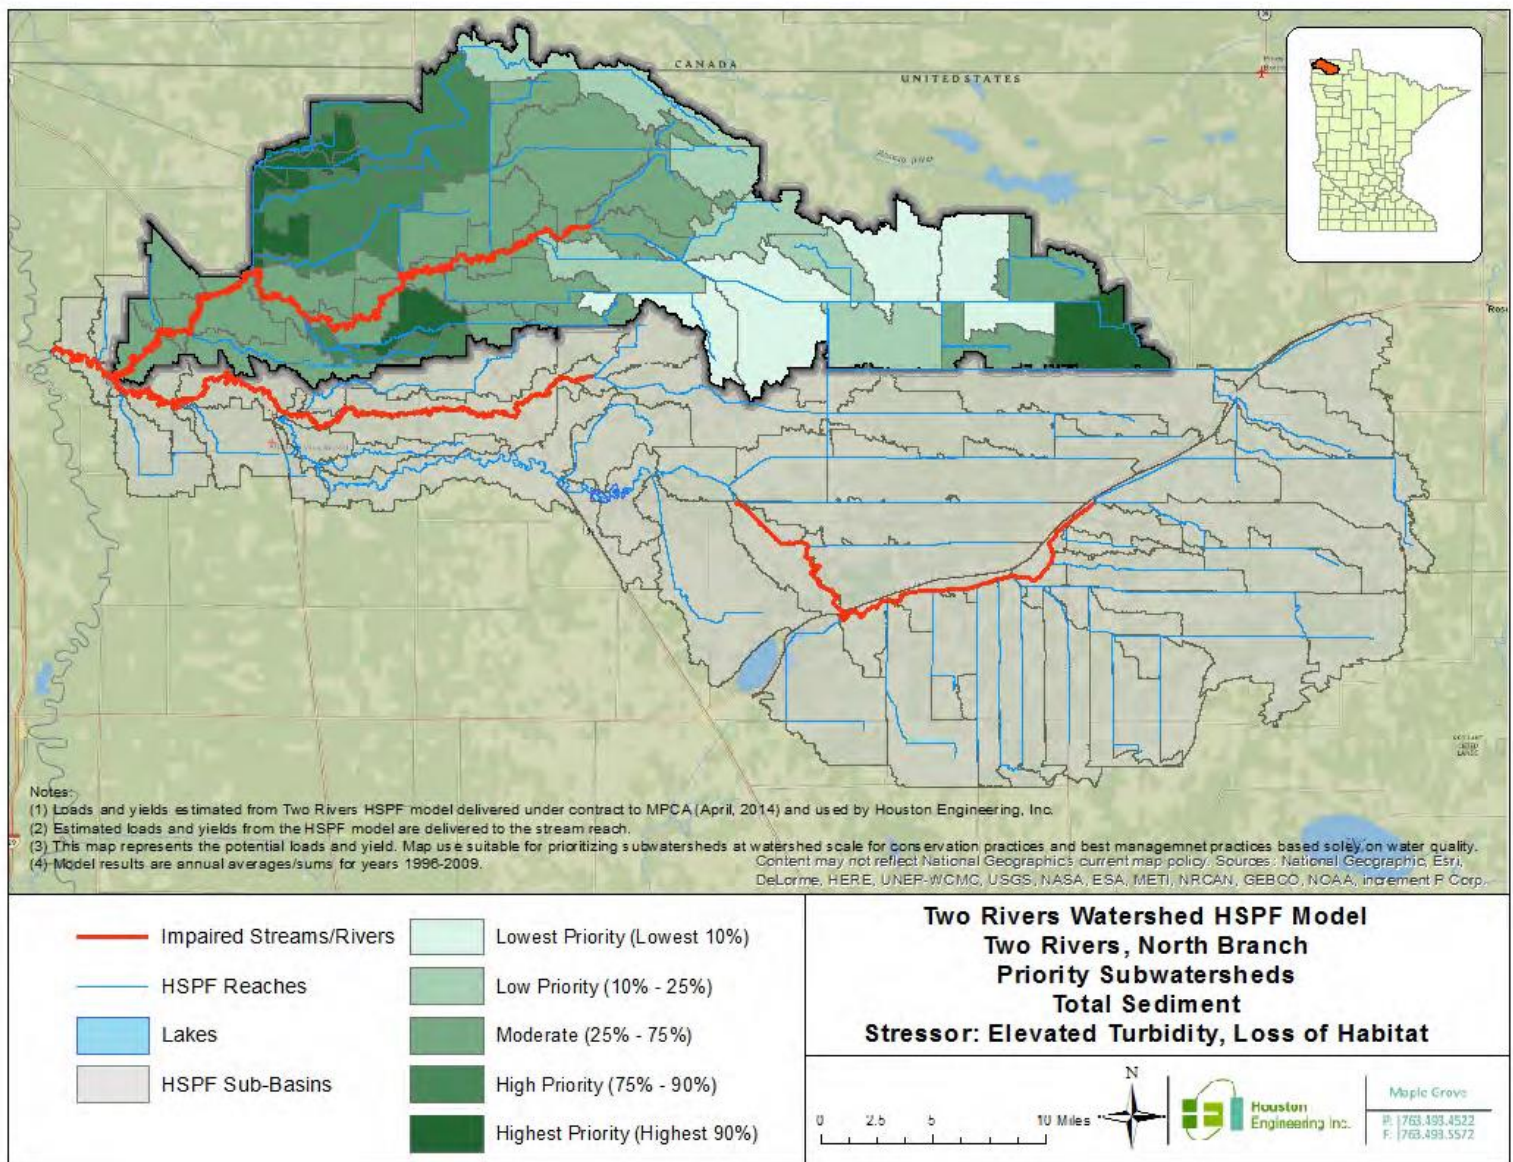 CANADA
UNITED STATES
Notes:
(1) Loads and yields estimated from Two Rivers HSPF model delivered under contract to MPCA (April, 2014) and used by Houston Engineering, Inc.
(2) Estimated loads and yields from the HSPF model are delivered to the stream reach.
(3) This map represents the potential loads and yield. Map use suitable for prioritizing subwatersheds at watershed scale for conservation practices and best managemnet practices based soley on water quality.
(4) Model results are annual averages/sums for years 1996-2009.
Content may not reflect National Geographic's current map policy. Sources: National Geographic, Esri,
DeLorme, HERE, UNEP-WCMC, USGS, NASA, ESA, METI, NRCAN, GEBCO, NOAA, increment P Corp.
Impaired Streams/Rivers
HSPF Reaches
Lakes
HSPF Sub-Basins
Lowest Priority (Lowest 10%)
Low Priority (10% - 25%)
Moderate (25% - 75%)
High Priority (75% - 90%)
Highest Priority (Highest 90%)
Two Rivers Watershed HSPF Model
Two Rivers, North Branch
Priority Subwatersheds
Total Sediment
Stressor: Elevated Turbidity, Loss of Habitat
0 2.5 5 10 Miles
N
Houston
Engineering Inc.
Maple Grove
P: 763.493.4522
F: 763.493.5572